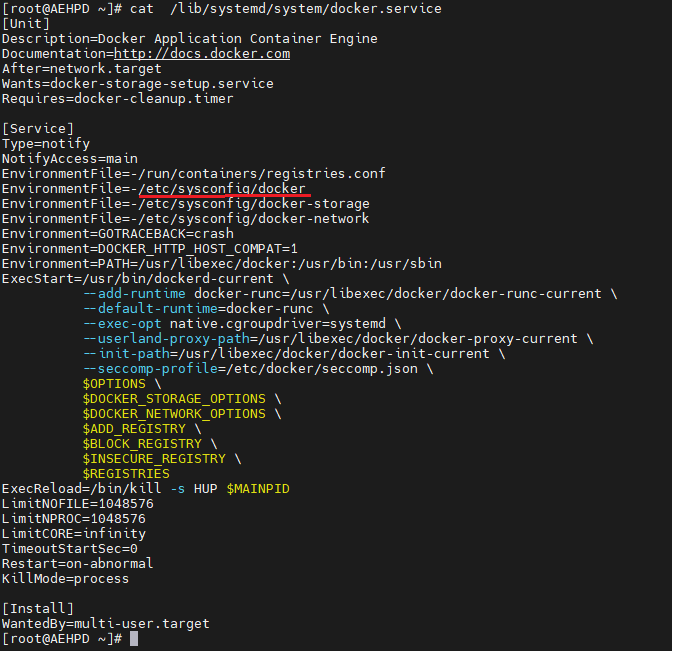 [root@AEHPD ~]# cat  /lib/systemd/system/docker.service
[Unit]
Description=Docker Application Container Engine
Documentation=http://docs.docker.com
After=network.target
Wants=docker-storage-setup.service
Requires=docker-cleanup.timer

[Service]
Type=notify
NotifyAccess=main
EnvironmentFile=-/run/containers/registries.conf
EnvironmentFile=-/etc/sysconfig/docker
EnvironmentFile=-/etc/sysconfig/docker-storage
EnvironmentFile=-/etc/sysconfig/docker-network
Environment=GOTRACEBACK=crash
Environment=DOCKER_HTTP_HOST_COMPAT=1
Environment=PATH=/usr/libexec/docker:/usr/bin:/usr/sbin
ExecStart=/usr/bin/dockerd-current \
          --add-runtime docker-runc=/usr/libexec/docker/docker-runc-current \
          --default-runtime=docker-runc \
          --exec-opt native.cgroupdriver=systemd \
          --userland-proxy-path=/usr/libexec/docker/docker-proxy-current \
          --init-path=/usr/libexec/docker/docker-init-current \
          --seccomp-profile=/etc/docker/seccomp.json \
          $OPTIONS \
          $DOCKER_STORAGE_OPTIONS \
          $DOCKER_NETWORK_OPTIONS \
          $ADD_REGISTRY \
          $BLOCK_REGISTRY \
          $INSECURE_REGISTRY \
          $REGISTRIES
ExecReload=/bin/kill -s HUP $MAINPID
LimitNOFILE=1048576
LimitNPROC=1048576
LimitCORE=infinity
TimeoutStartSec=0
Restart=on-abnormal
KillMode=process

[Install]
WantedBy=multi-user.target
[root@AEHPD ~]#